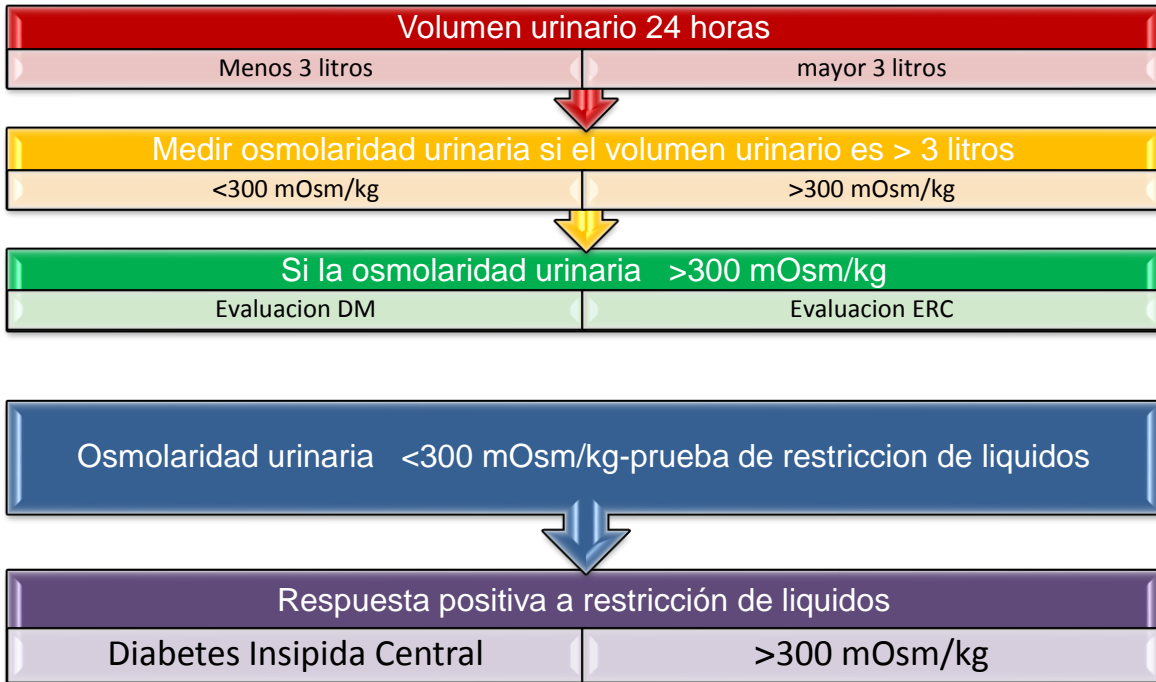 Volumen urinario 24 horas
Menos 3 litros
mayor 3 litros
Medir osmolaridad urinaria si el volumen urinario es > 3 litros
<300 mOsm/kg
>300 mOsm/kg
Si la osmolaridad urinaria >300 mOsm/kg
Evaluacion DM
Evaluacion ERC
Osmolaridad urinaria <300 mOsm/kg-prueba de restriccion de liquidos
Respuesta positiva a restricción de liquidos
Diabetes Insipida Central
>300 mOsm/kg